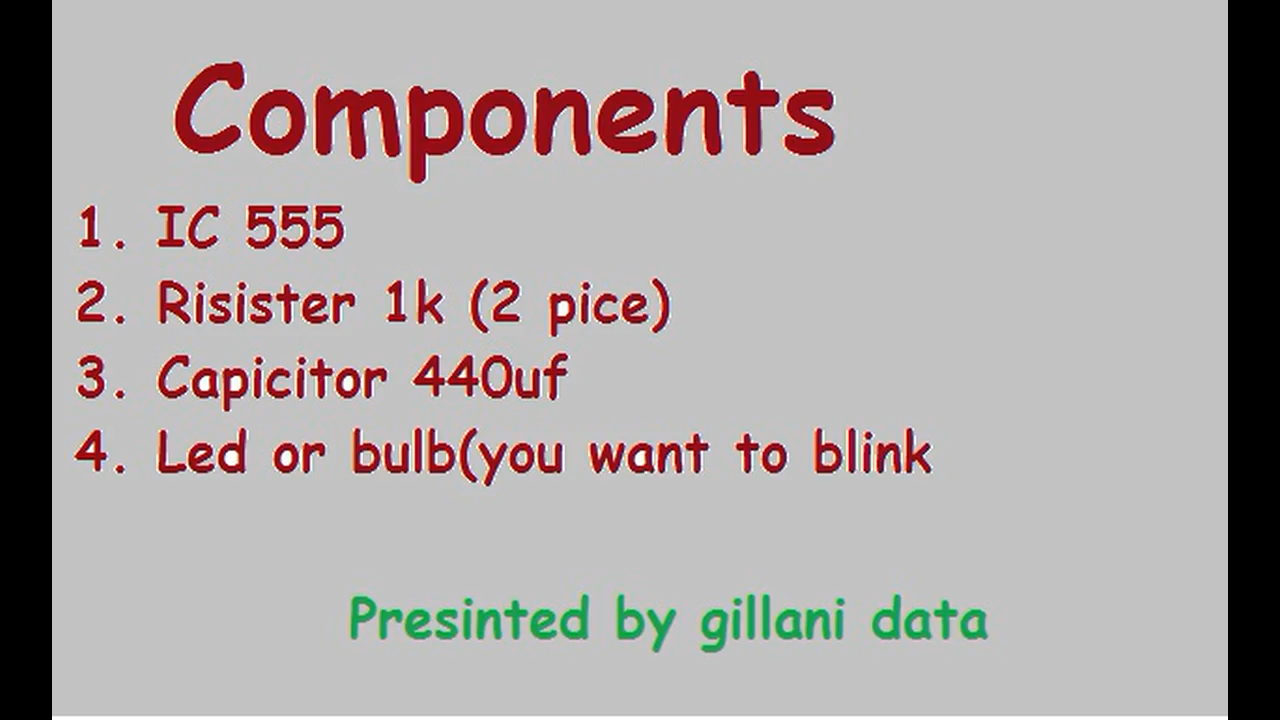 Components
1. IC 555
2. Risister 1k (2 pice)
3. Capicitor 440uf
4. Led or bulb(you want to blink
Presinted by gillani data